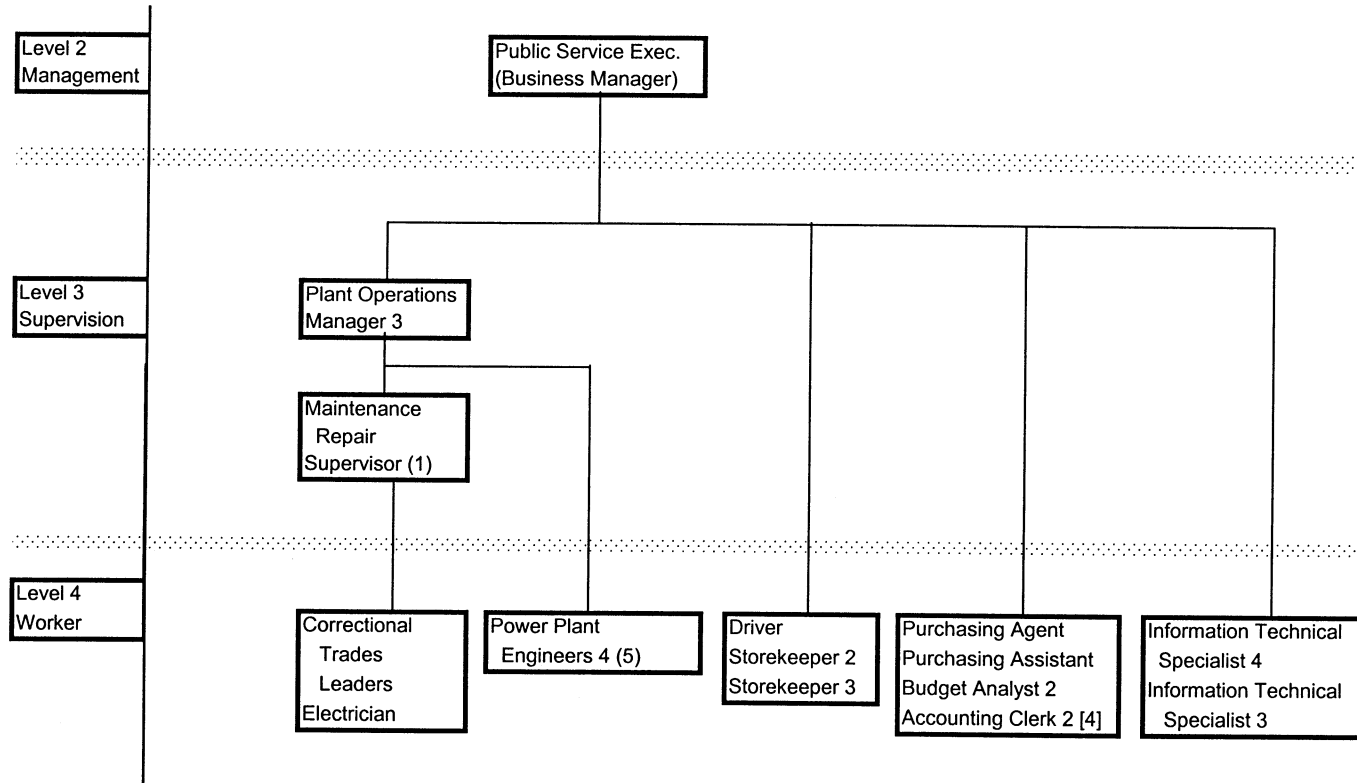 Level 2
Management
Public Service Exec.
(Business Manager)
Level 3
Supervision
Plant Operations
Manager 3
Maintenance
Repair
Supervisor (1)
Level 4
Worker
Correctional
Trades
Leaders
Electrician
Power Plant
Engineers 4 (5)
Driver
Storekeeper 2
Storekeeper 3
Purchasing Agent
Purchasing Assistant
Budget Analyst 2
Accounting Clerk 2 [4]
Information Technical
Specialist 4
Information Technical
Specialist 3